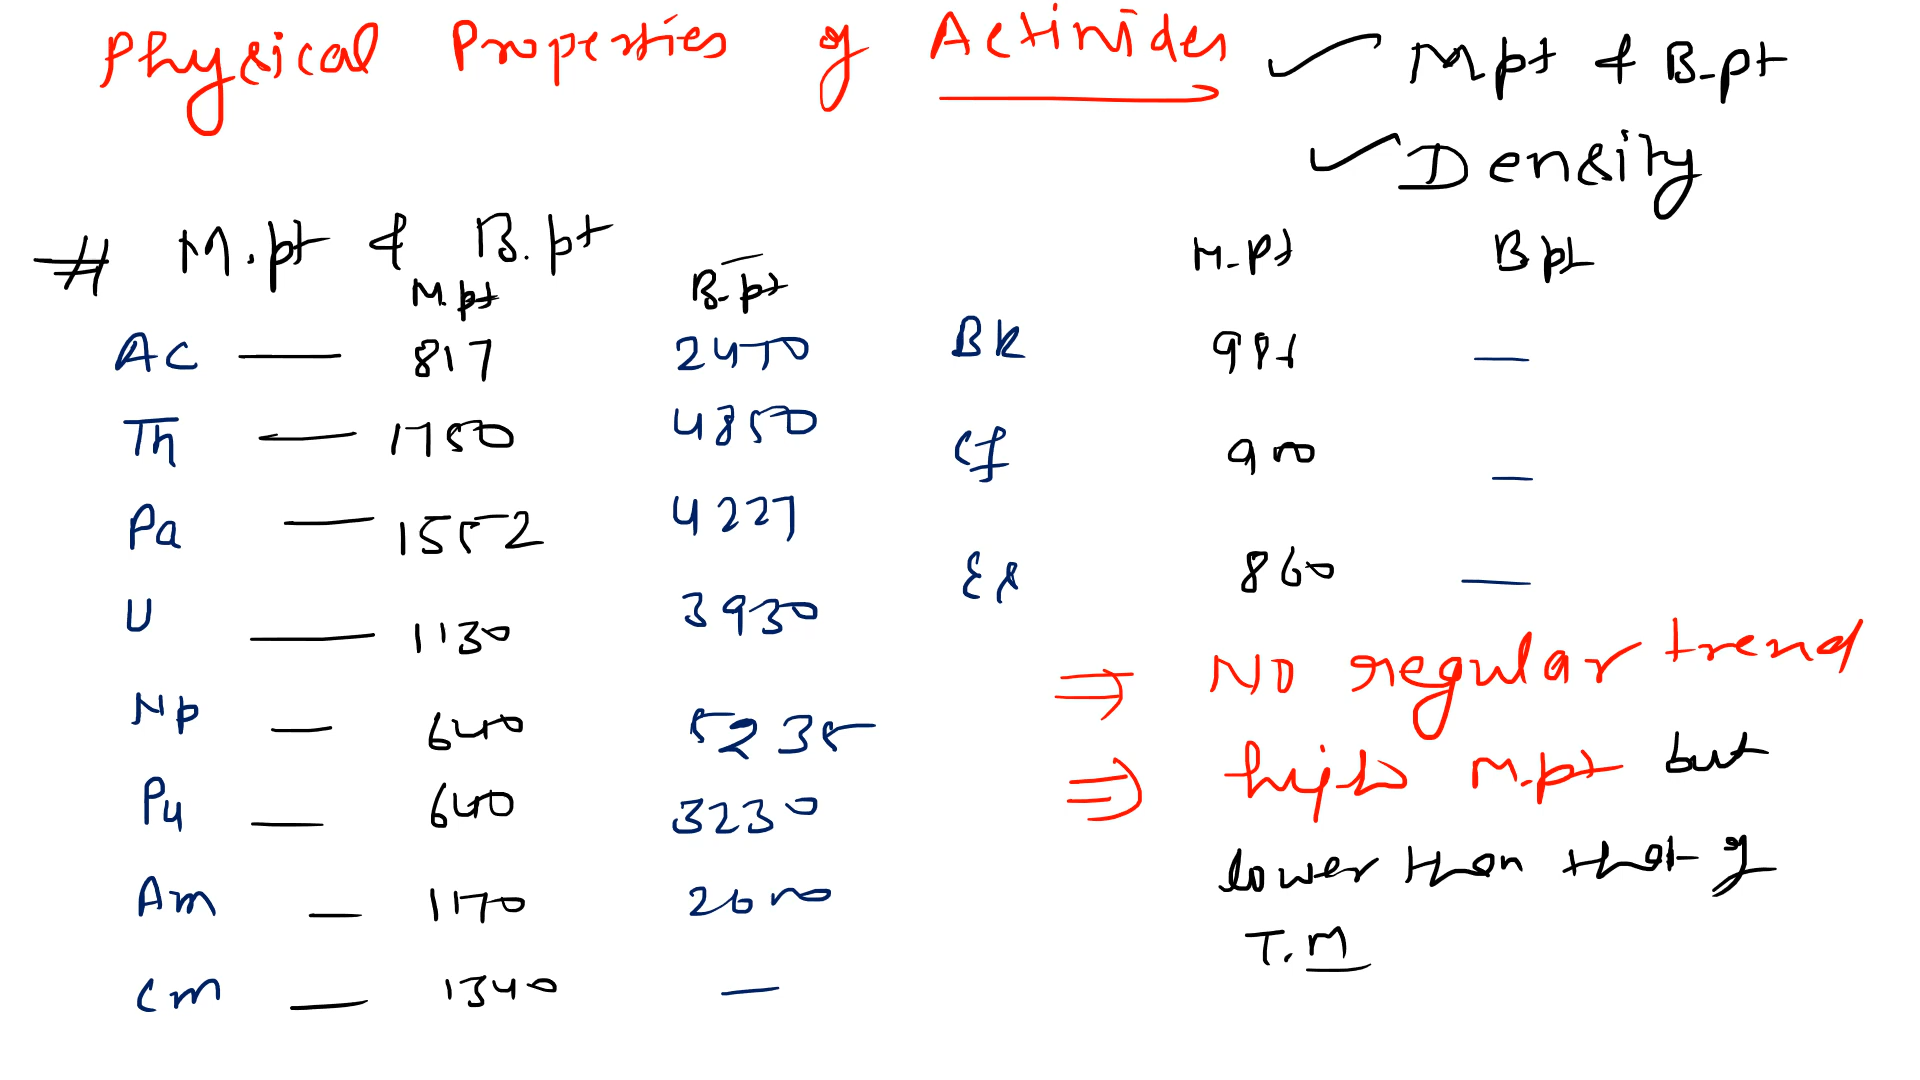 Physical Properties of Actinides
✓ M.pt & B.pt
✓ Density
# M.pt & B.pt
M.pt B.pt
Ac — 817 2470
Th — 1750 4850
Pa — 1552 4227
U — 1130 3930
Np — 640 5235
Pu — 640 3230
Am — 1170 2600
Cm — 1340 —
M.pt B pt
Bk 986 —
Cf 900 —
Es 860 —
⇒ No regular trend
⇒ high M.pt but
lower than that of
T.M